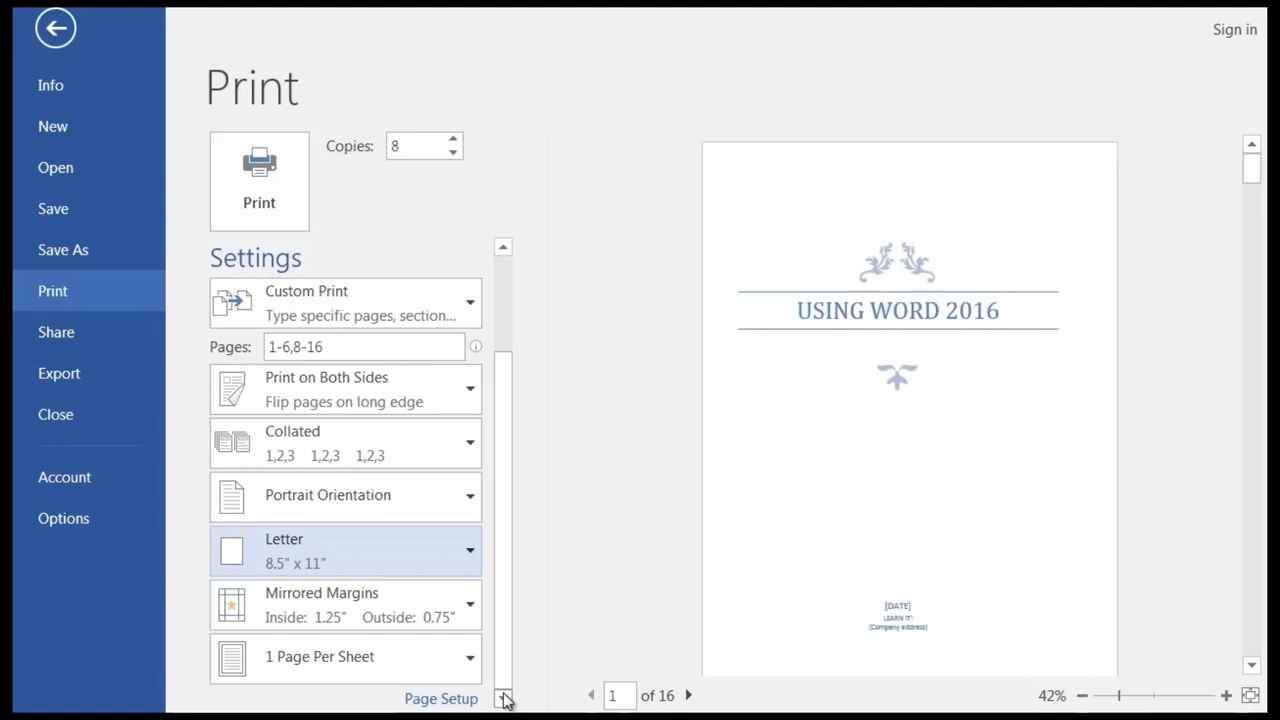 Sign in
Info
New
Open
Save
Save As
Print
Share
Export
Close
Account
Options
Print
Print
Copies: 8
Settings
Custom Print
Type specific pages, section...
Pages: 1-6,8-16
Print on Both Sides
Flip pages on long edge
Collated
1,2,3 1,2,3 1,2,3
Portrait Orientation
Letter
8.5" x 11"
Mirrored Margins
Inside: 1.25" Outside: 0.75"
1 Page Per Sheet
Page Setup
USING WORD 2016
[DATE]
LEARN IT!
[Company address]
1 of 16
42%